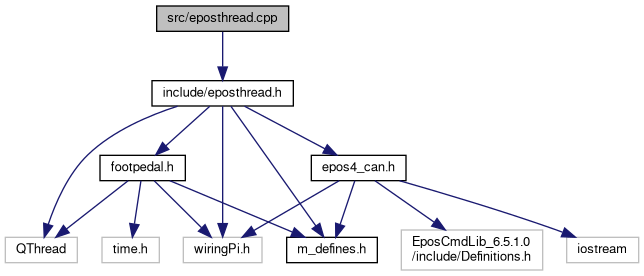 src/eposthread.cpp
include/eposthread.h
footpedal.h
epos4_can.h
QThread
time.h
wiringPi.h
m_defines.h
EposCmdLib_6.5.1.0
/include/Definitions.h
iostream